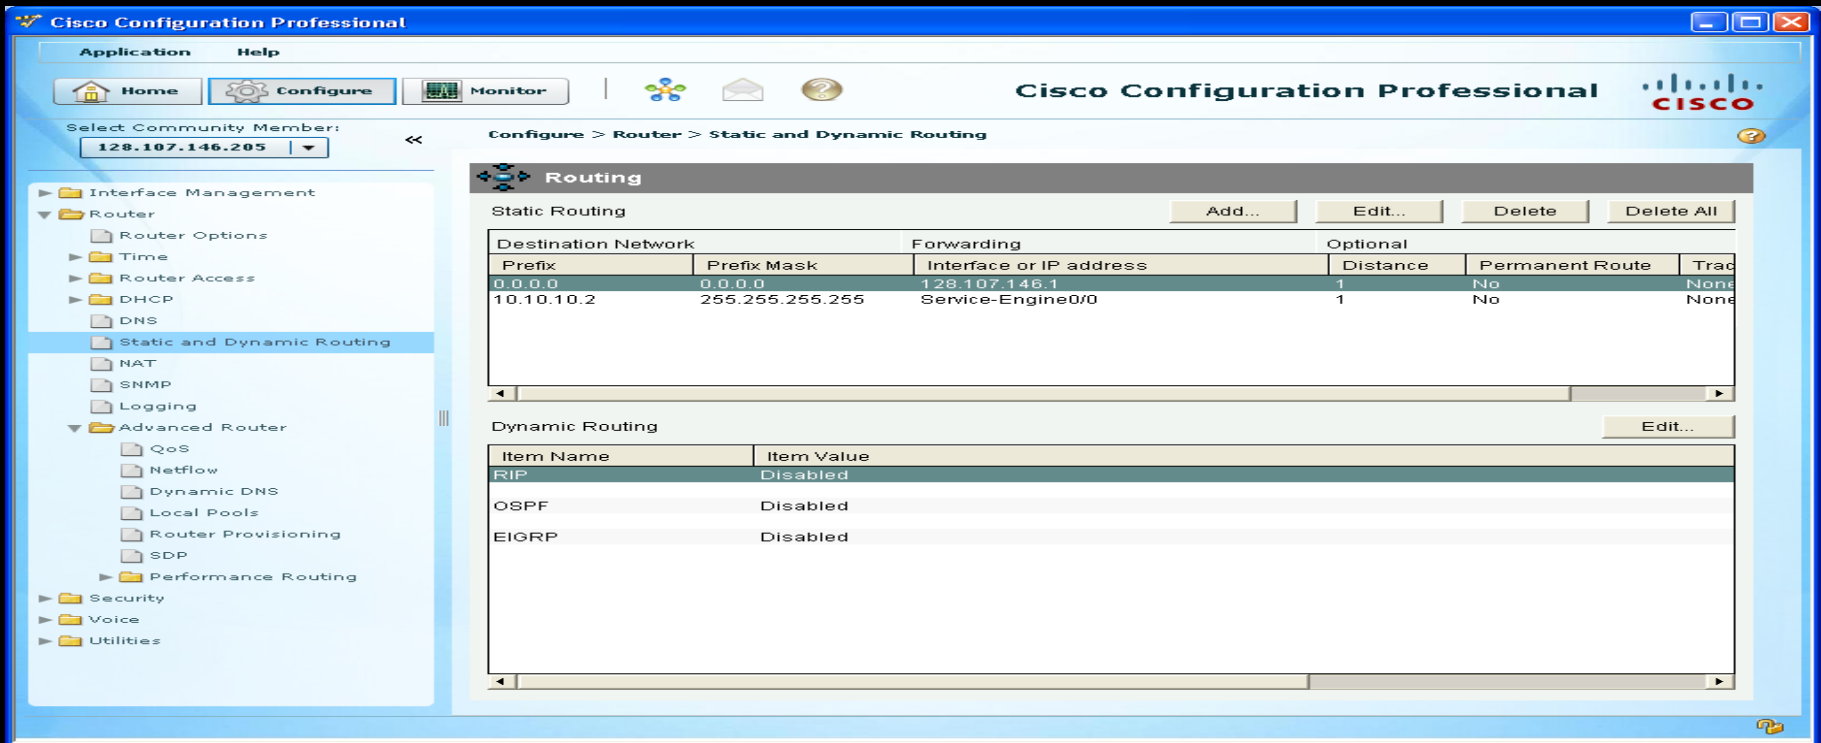 Cisco Configuration Professional
Application Help
Home Configure Monitor Cisco Configuration Professional CISCO
Select Community Member:
128.107.146.205
«
Configure > Router > Static and Dynamic Routing
Interface Management
Router
Router Options
Time
Router Access
DHCP
DNS
Static and Dynamic Routing
NAT
SNMP
Logging
Advanced Router
QoS
Netflow
Dynamic DNS
Local Pools
Router Provisioning
SDP
Performance Routing
Security
Voice
Utilities
Routing
Static Routing Add... Edit... Delete Delete All
Destination Network Forwarding Optional
Prefix Prefix Mask Interface or IP address Distance Permanent Route Trac
0.0.0.0 0.0.0.0 128.107.146.1 1 No None
10.10.10.2 255.255.255.255 Service-Engine0/0 1 No None
Dynamic Routing Edit...
Item Name Item Value
RIP Disabled
OSPF Disabled
EIGRP Disabled